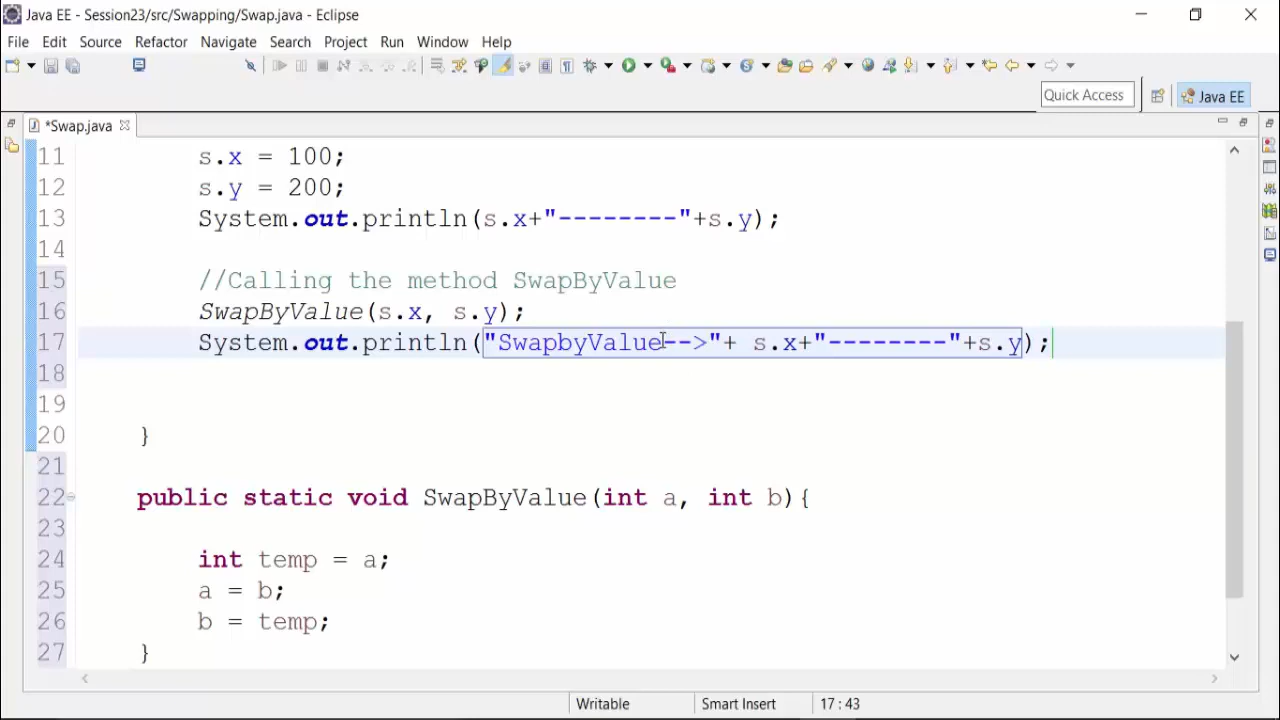 Java EE - Session23/src/Swapping/Swap.java - Eclipse
File Edit Source Refactor Navigate Search Project Run Window Help
Quick Access
Java EE
*Swap.java
11 s.x = 100;
12 s.y = 200;
13 System.out.println(s.x+"--------"+s.y);
14
15 //Calling the method SwapByValue
16 SwapByValue(s.x, s.y);
17 System.out.println("SwapbyValue-->"+ s.x+"--------"+s.y);
18
19
20 }
21
22 public static void SwapByValue(int a, int b){
23
24 int temp = a;
25 a = b;
26 b = temp;
27 }
Writable Smart Insert 17 : 43